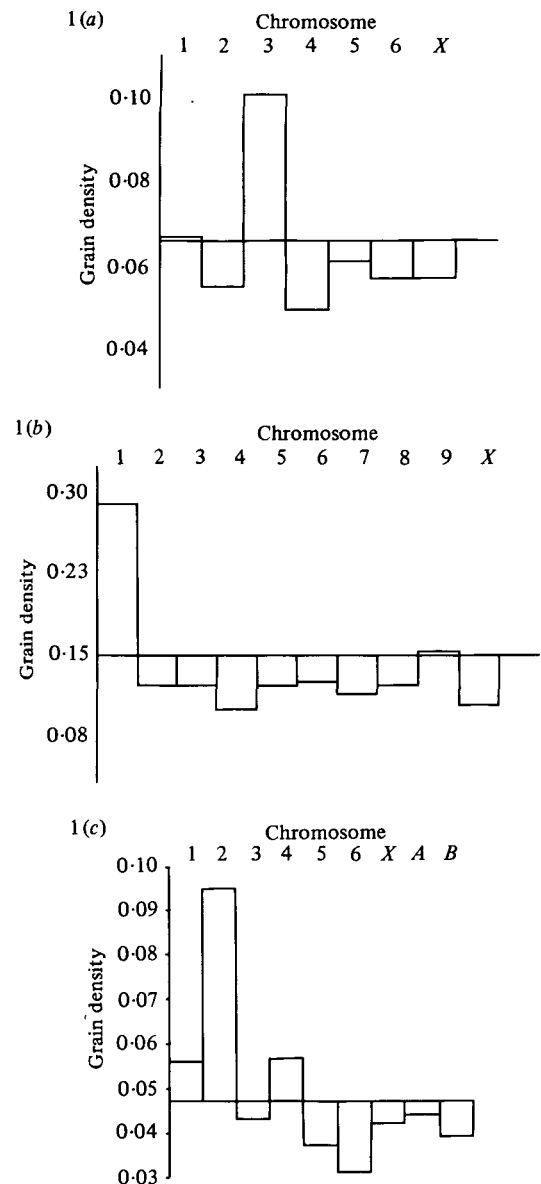 1(a) Chromosome
1 2 3 4 5 6 X
0·10
0·08
0·06
0·04
Grain density
1(b) Chromosome
1 2 3 4 5 6 7 8 9 X
0·30
0·23
0·15
0·08
Grain density
1(c) Chromosome
1 2 3 4 5 6 X A B
0·10
0·09
0·08
0·07
0·06
0·05
0·04
0·03
Grain density